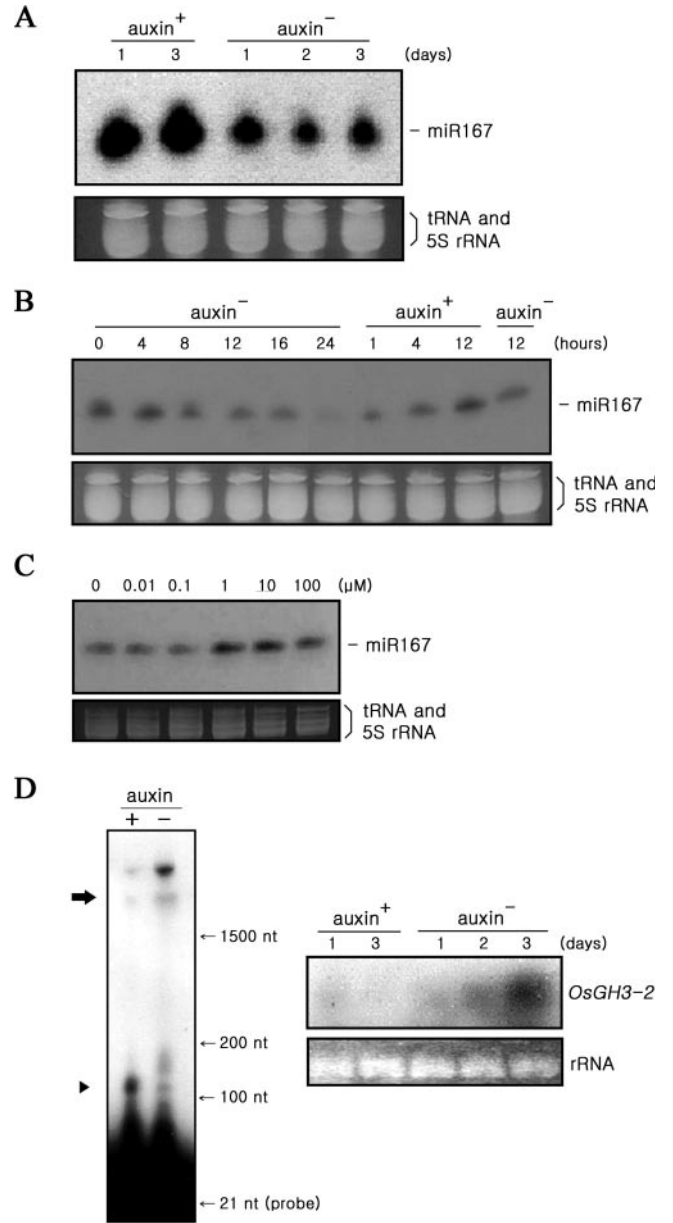 A
auxin+ auxin−
1 3 1 2 3 (days)
– miR167
tRNA and
5S rRNA
B
auxin− auxin+ auxin−
0 4 8 12 16 24 1 4 12 12 (hours)
– miR167
tRNA and
5S rRNA
C
0 0.01 0.1 1 10 100 (μM)
– miR167
tRNA and
5S rRNA
D
auxin
+ −
←1500 nt
←200 nt
←100 nt
←21 nt (probe)
auxin+ auxin−
1 3 1 2 3 (days)
OsGH3-2
rRNA